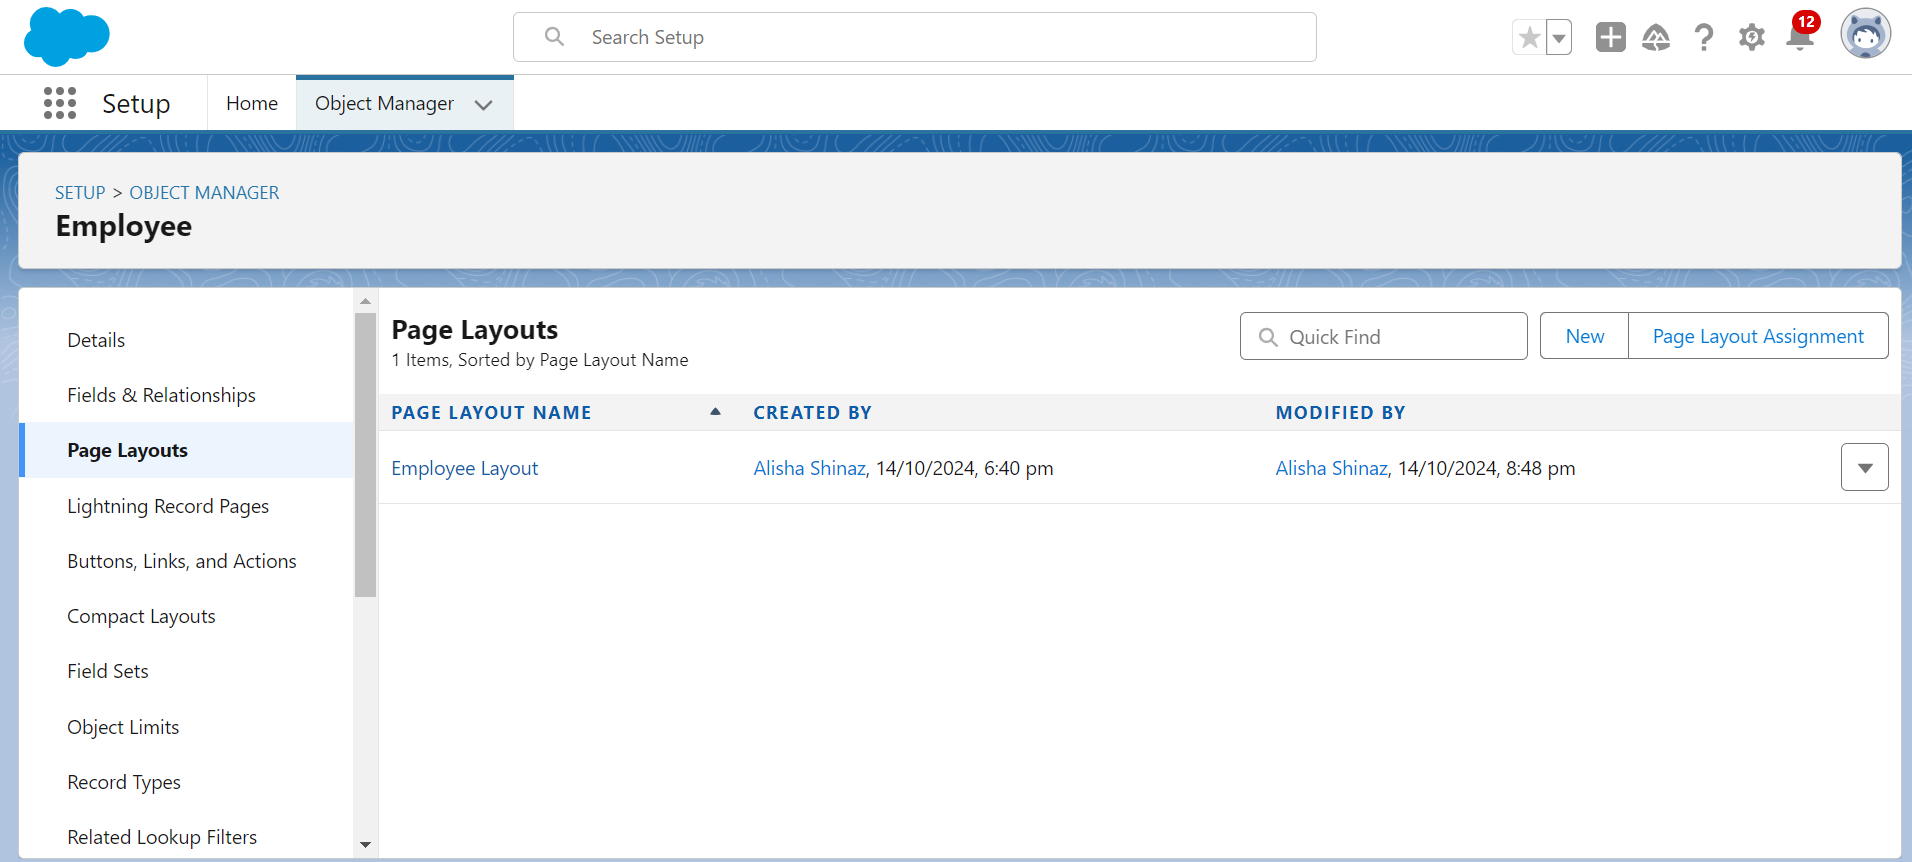 Search Setup
12
Setup
Home
Object Manager
SETUP > OBJECT MANAGER
Employee
Details
Fields & Relationships
Page Layouts
Lightning Record Pages
Buttons, Links, and Actions
Compact Layouts
Field Sets
Object Limits
Record Types
Related Lookup Filters
Page Layouts
1 Items, Sorted by Page Layout Name
Quick Find
New
Page Layout Assignment
PAGE LAYOUT NAME CREATED BY MODIFIED BY
Employee Layout Alisha Shinaz, 14/10/2024, 6:40 pm Alisha Shinaz, 14/10/2024, 8:48 pm